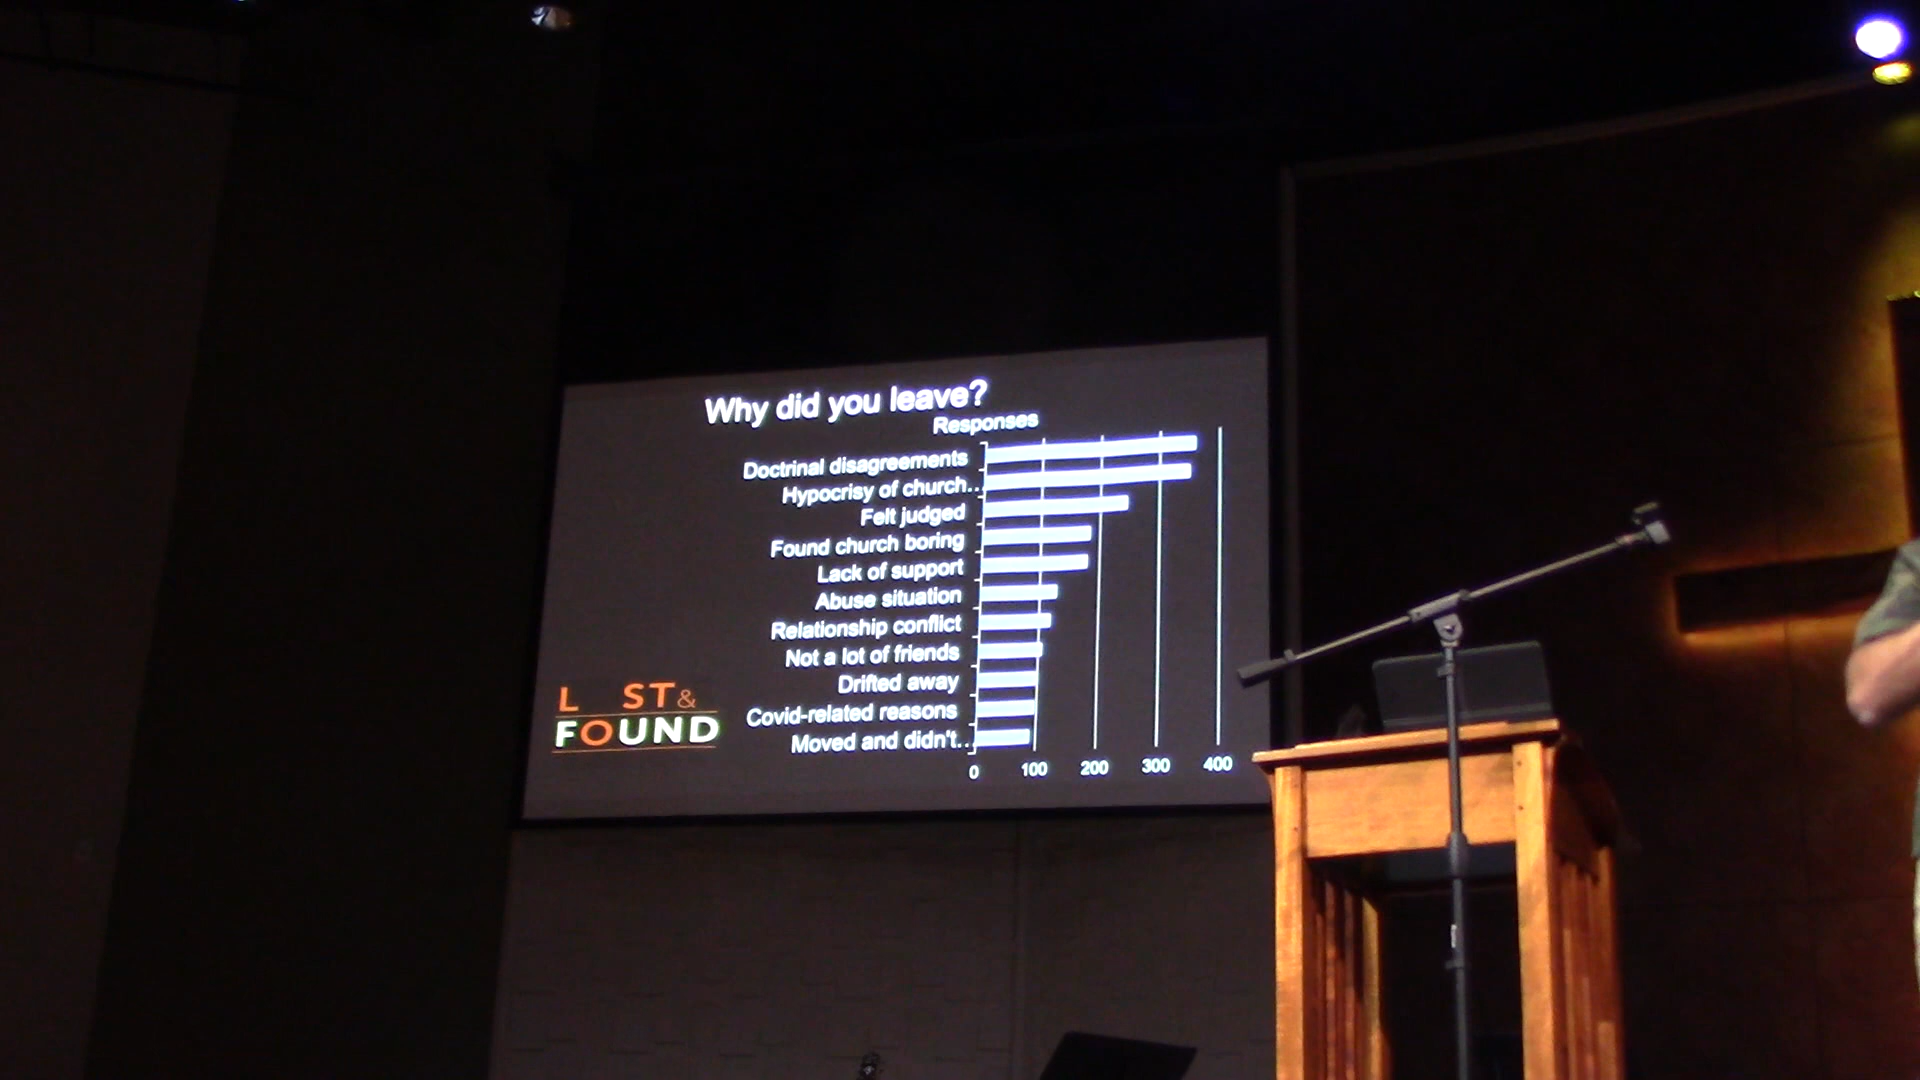 Why did you leave?
Responses
Doctrinal disagreements
Hypocrisy of church...
Felt judged
Found church boring
Lack of support
Abuse situation
Relationship conflict
Not a lot of friends
Drifted away
Covid-related reasons
Moved and didn't...
0 100 200 300 400
L ST&
FOUND